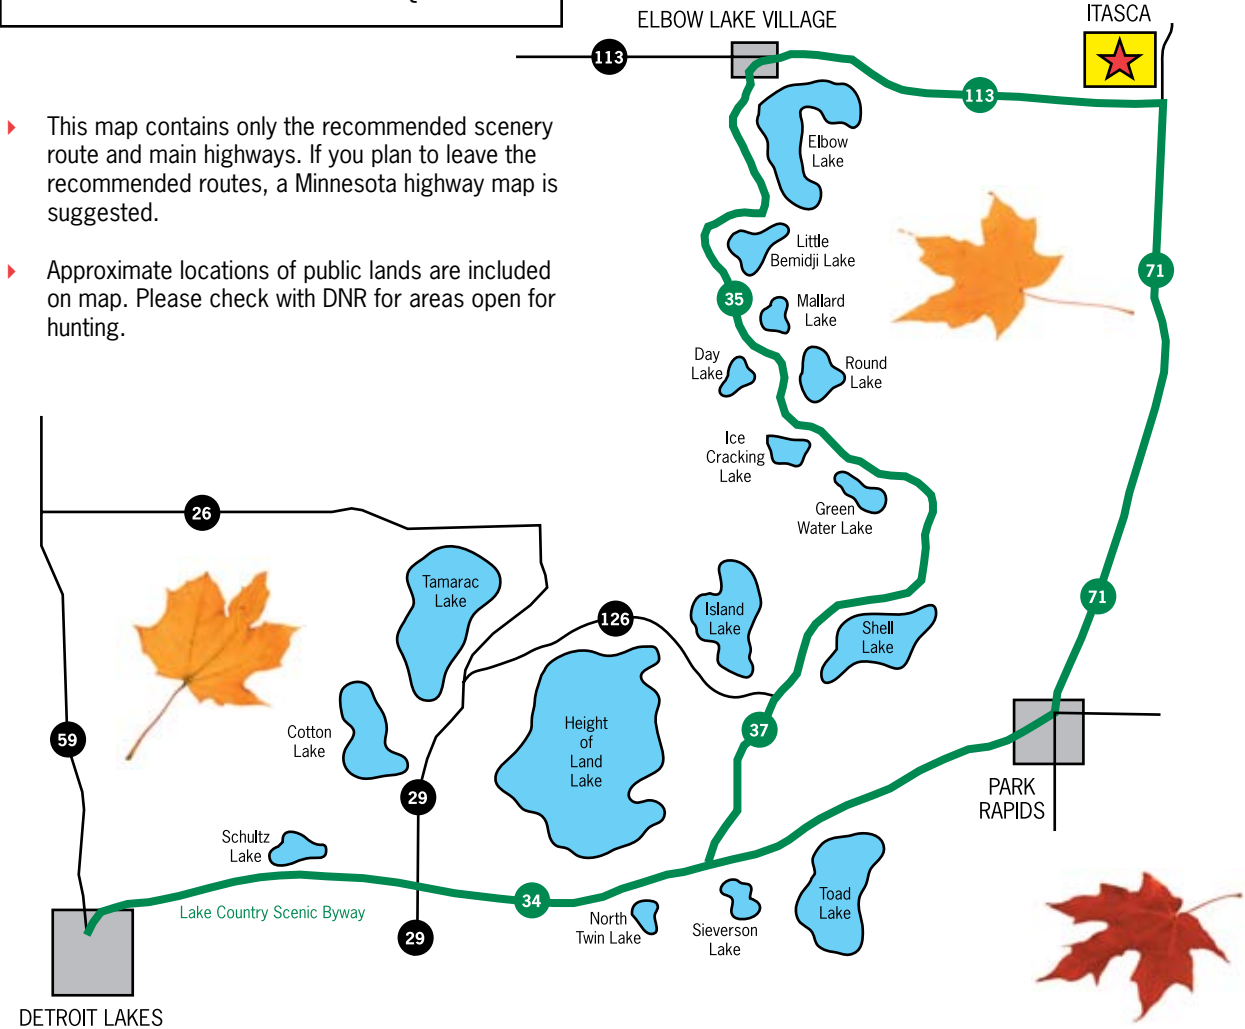 ELBOW LAKE VILLAGE
ITASCA
113
113
This map contains only the recommended scenery
route and main highways. If you plan to leave the
recommended routes, a Minnesota highway map is
suggested.
Approximate locations of public lands are included
on map. Please check with DNR for areas open for
hunting.
Elbow
Lake
Little
Bemidji Lake
71
35
Mallard
Lake
Day
Lake
Round
Lake
Ice
Cracking
Lake
Green
Water Lake
26
Tamarac
Lake
126
Island
Lake
Shell
Lake
71
59
Cotton
Lake
Height
of
Land
Lake
37
29
PARK
RAPIDS
Schultz
Lake
34
Lake Country Scenic Byway
North
Twin Lake
Sieverson
Lake
Toad
Lake
29
DETROIT LAKES